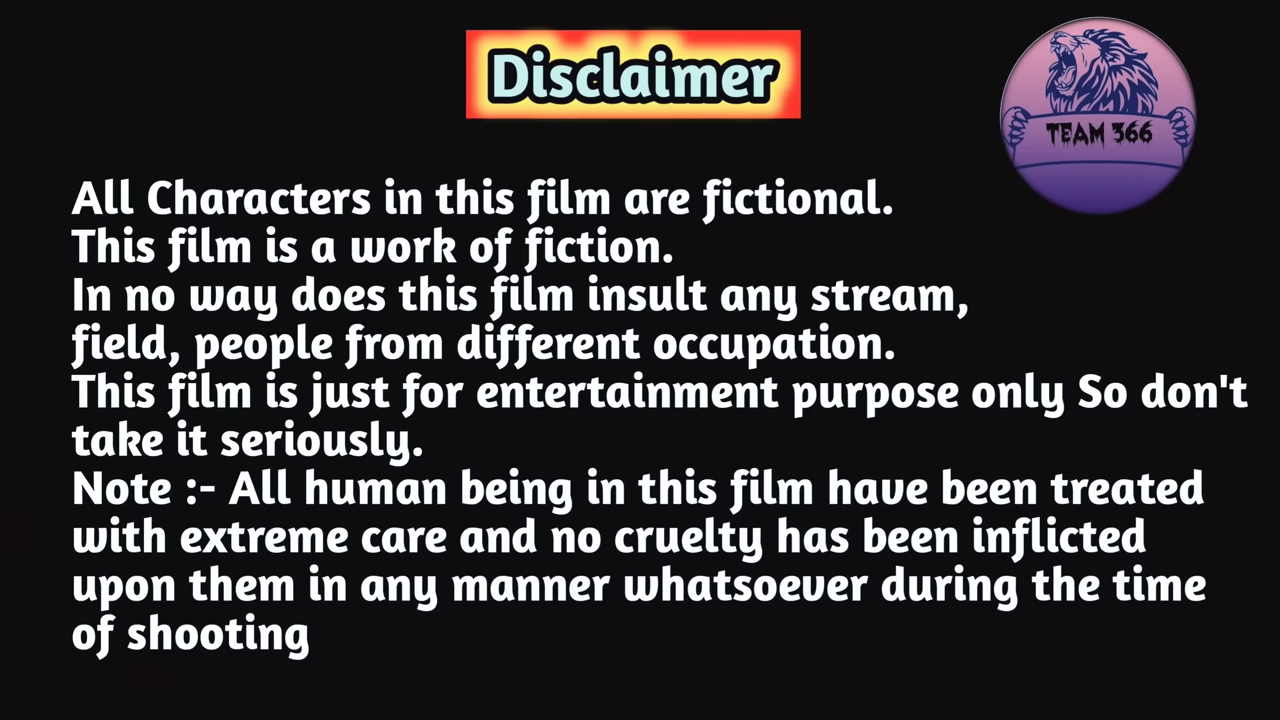 Disclaimer
TEAM 366
All Characters in this film are fictional.
This film is a work of fiction.
In no way does this film insult any stream,
field, people from different occupation.
This film is just for entertainment purpose only So don't
take it seriously.
Note :- All human being in this film have been treated
with extreme care and no cruelty has been inflicted
upon them in any manner whatsoever during the time
of shooting